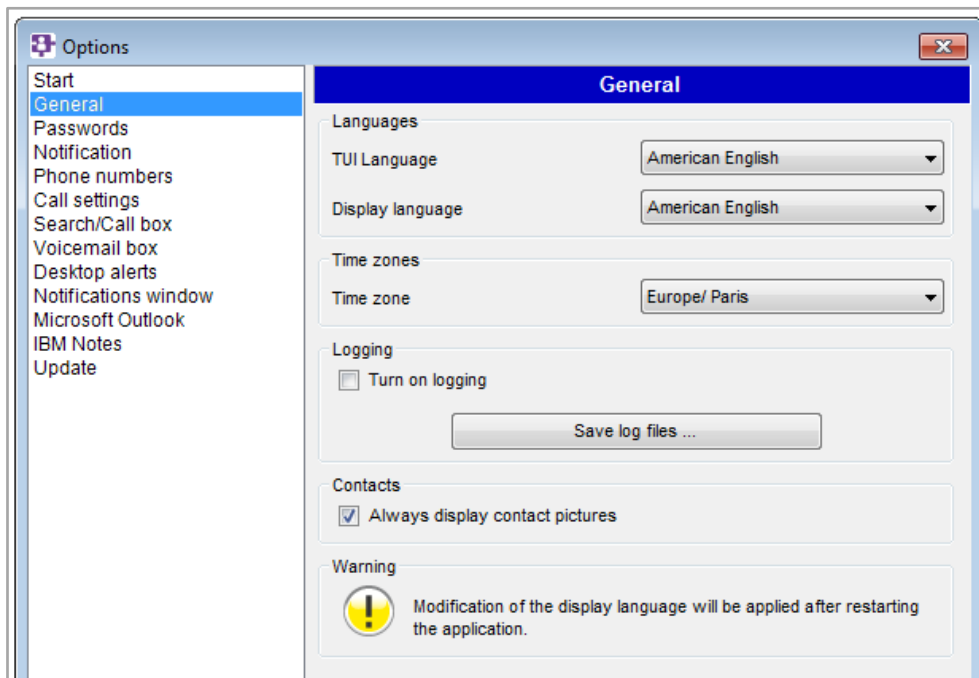 Options
Start
General
Passwords
Notification
Phone numbers
Call settings
Search/Call box
Voicemail box
Desktop alerts
Notifications window
Microsoft Outlook
IBM Notes
Update
General
Languages
TUI Language
American English
Display language
American English
Time zones
Time zone
Europe/ Paris
Logging
Turn on logging
Save log files ...
Contacts
Always display contact pictures
Warning
Modification of the display language will be applied after restarting
the application.